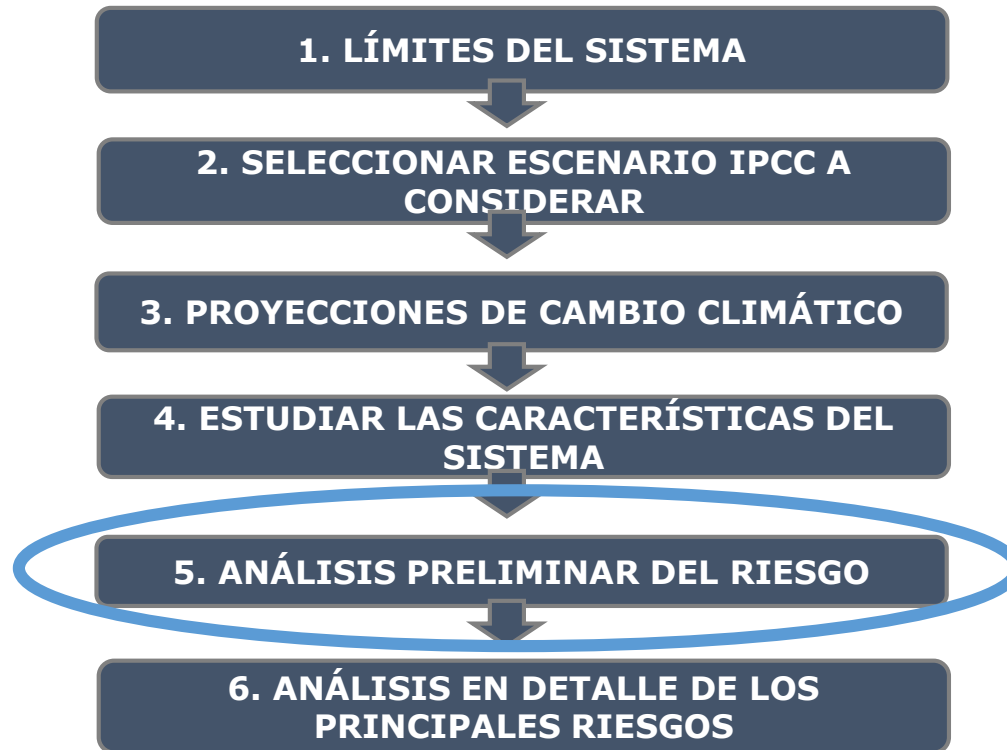 1. LÍMITES DEL SISTEMA
2. SELECCIONAR ESCENARIO IPCC A
CONSIDERAR
3. PROYECCIONES DE CAMBIO CLIMÁTICO
4. ESTUDIAR LAS CARACTERÍSTICAS DEL
SISTEMA
5. ANÁLISIS PRELIMINAR DEL RIESGO
6. ANÁLISIS EN DETALLE DE LOS
PRINCIPALES RIESGOS